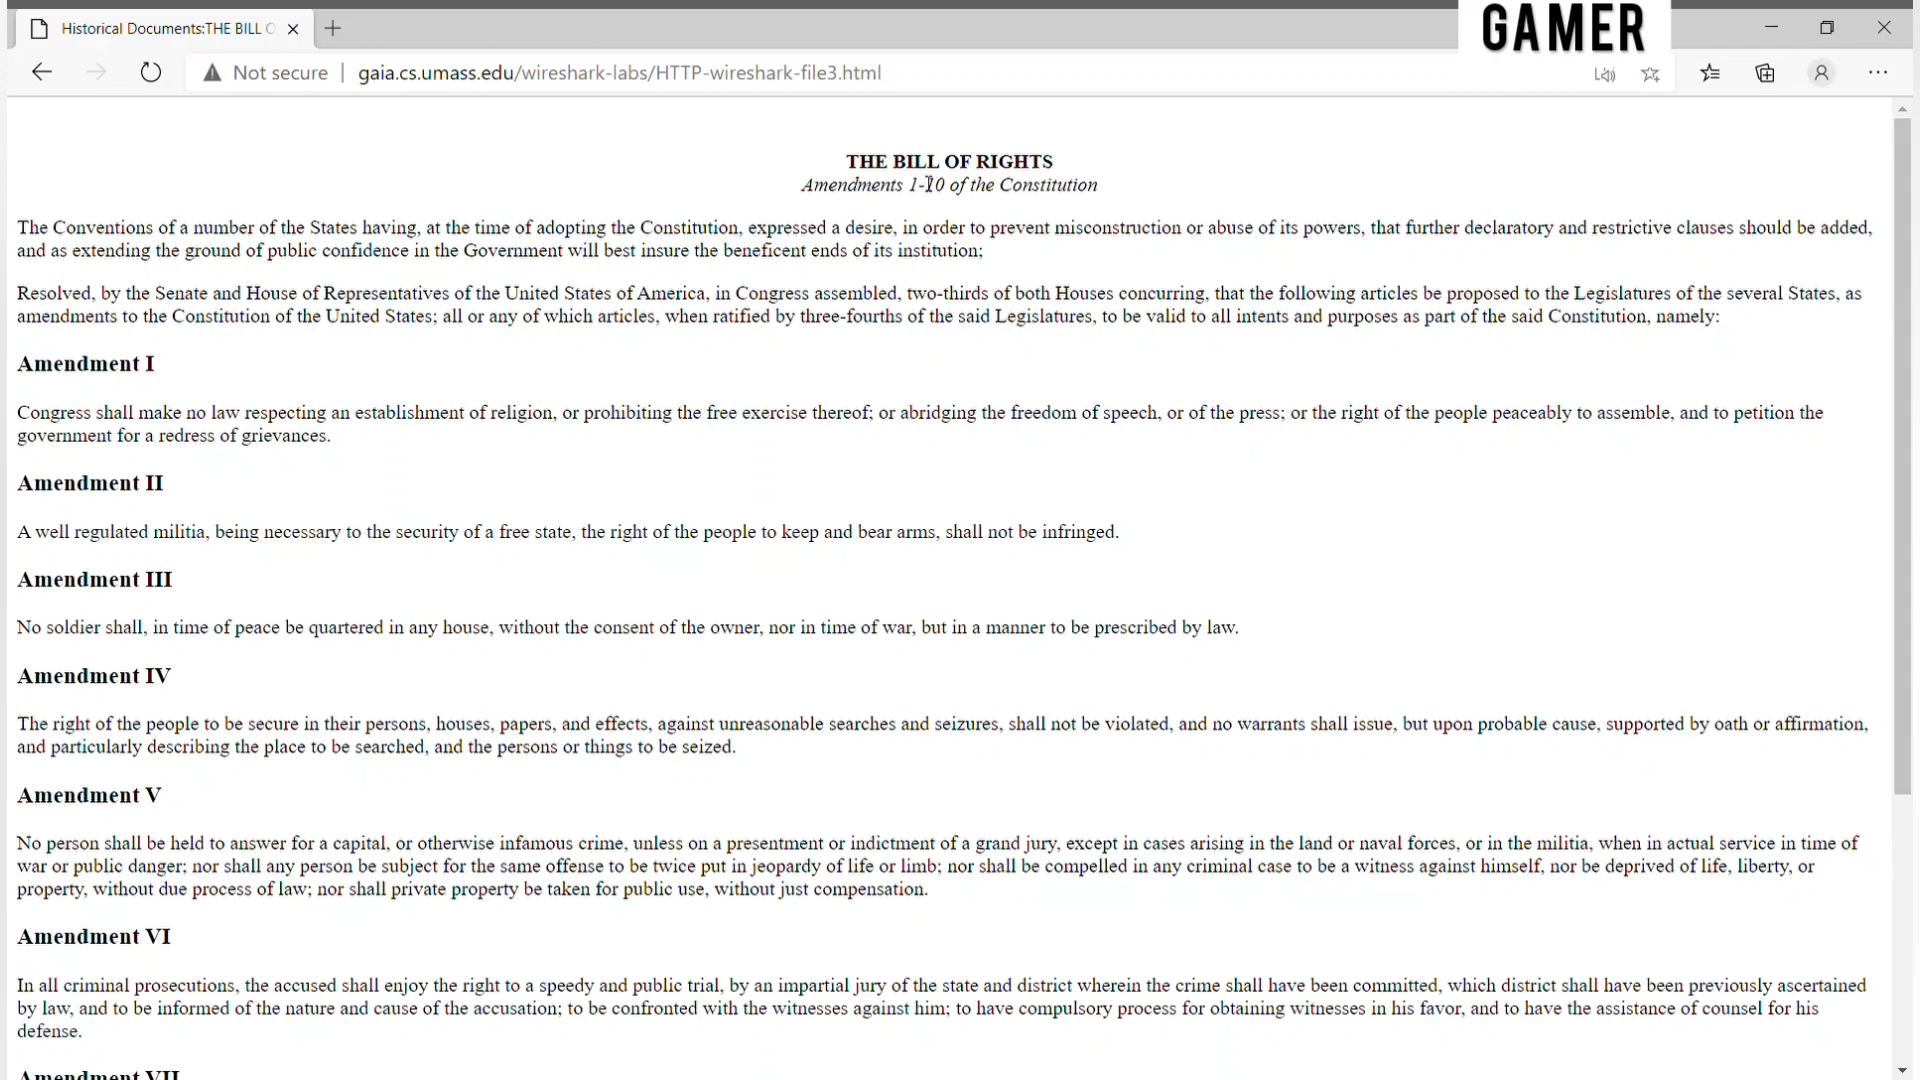 GAMER
Historical Documents:THE BILL
Not secure | gaia.cs.umass.edu/wireshark-labs/HTTP-wireshark-file3.html
THE BILL OF RIGHTS
Amendments 1-10 of the Constitution
The Conventions of a number of the States having, at the time of adopting the Constitution, expressed a desire, in order to prevent misconstruction or abuse of its powers, that further declaratory and restrictive clauses should be added,
and as extending the ground of public confidence in the Government will best insure the beneficent ends of its institution;
Resolved, by the Senate and House of Representatives of the United States of America, in Congress assembled, two-thirds of both Houses concurring, that the following articles be proposed to the Legislatures of the several States, as
amendments to the Constitution of the United States; all or any of which articles, when ratified by three-fourths of the said Legislatures, to be valid to all intents and purposes as part of the said Constitution, namely:
Amendment I
Congress shall make no law respecting an establishment of religion, or prohibiting the free exercise thereof; or abridging the freedom of speech, or of the press; or the right of the people peaceably to assemble, and to petition the
government for a redress of grievances.
Amendment II
A well regulated militia, being necessary to the security of a free state, the right of the people to keep and bear arms, shall not be infringed.
Amendment III
No soldier shall, in time of peace be quartered in any house, without the consent of the owner, nor in time of war, but in a manner to be prescribed by law.
Amendment IV
The right of the people to be secure in their persons, houses, papers, and effects, against unreasonable searches and seizures, shall not be violated, and no warrants shall issue, but upon probable cause, supported by oath or affirmation,
and particularly describing the place to be searched, and the persons or things to be seized.
Amendment V
No person shall be held to answer for a capital, or otherwise infamous crime, unless on a presentment or indictment of a grand jury, except in cases arising in the land or naval forces, or in the militia, when in actual service in time of
war or public danger; nor shall any person be subject for the same offense to be twice put in jeopardy of life or limb; nor shall be compelled in any criminal case to be a witness against himself, nor be deprived of life, liberty, or
property, without due process of law; nor shall private property be taken for public use, without just compensation.
Amendment VI
In all criminal prosecutions, the accused shall enjoy the right to a speedy and public trial, by an impartial jury of the state and district wherein the crime shall have been committed, which district shall have been previously ascertained
by law, and to be informed of the nature and cause of the accusation; to be confronted with the witnesses against him; to have compulsory process for obtaining witnesses in his favor, and to have the assistance of counsel for his
defense.
Amendment VII